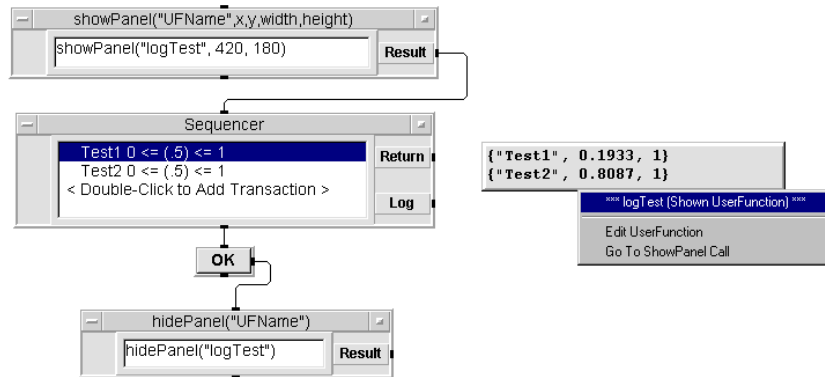 showPanel("UFName",x,y,width,height)
showPanel("logTest", 420, 180)
Result
Sequencer
Test1 0 <= (.5) <= 1
Test2 0 <= (.5) <= 1
< Double-Click to Add Transaction >
Return
Log
{"Test1", 0.1933, 1}
{"Test2", 0.8087, 1}
*** logTest (Shown UserFunction) ***
Edit UserFunction
Go To ShowPanel Call
OK
hidePanel("UFName")
hidePanel("logTest")
Result